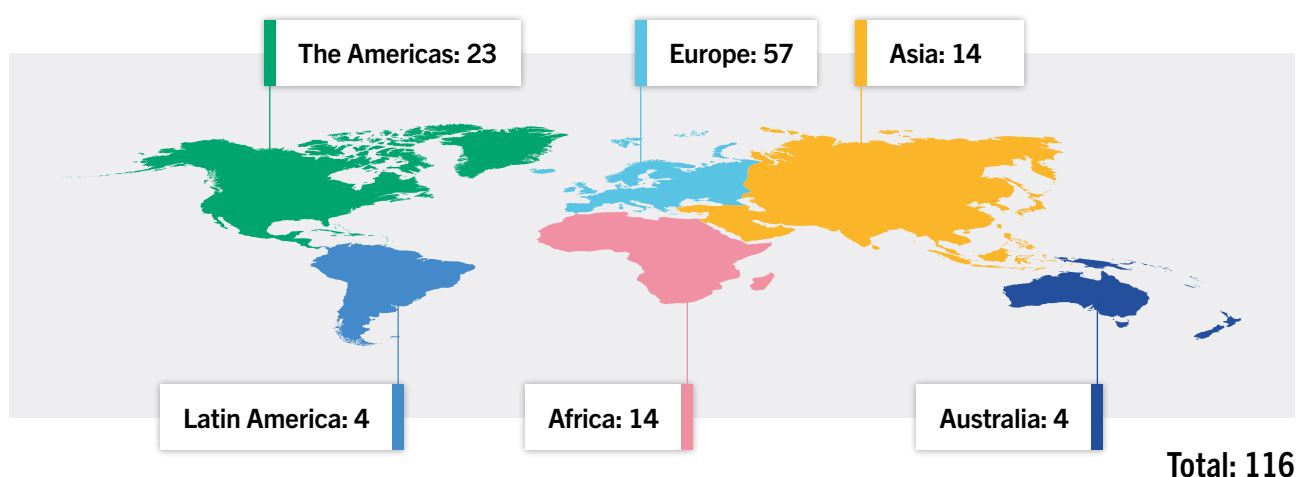 The Americas: 23
Europe: 57
Asia: 14
Latin America: 4
Africa: 14
Australia: 4
Total: 116